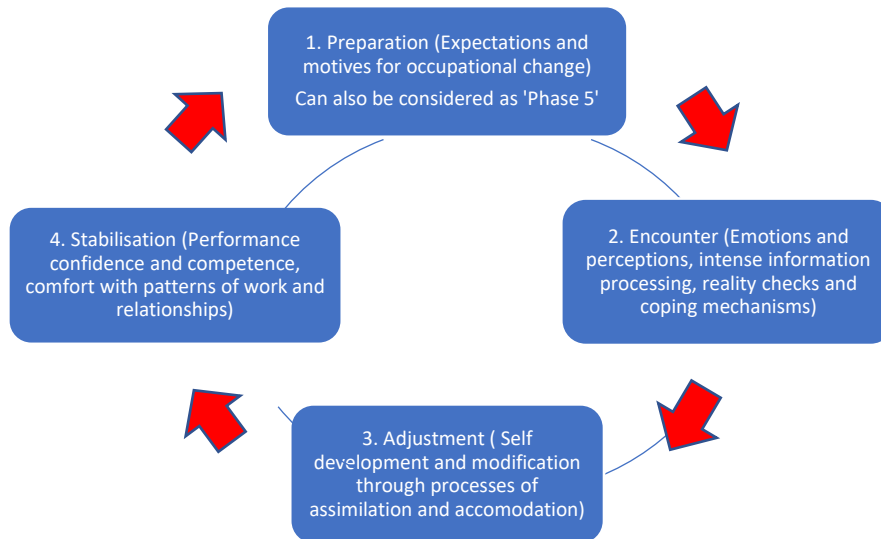 1. Preparation (Expectations and
motives for occupational change)
Can also be considered as 'Phase 5'
2. Encounter (Emotions and
perceptions, intense information
processing, reality checks and
coping mechanisms)
3. Adjustment ( Self
development and modification
through processes of
assimilation and accomodation)
4. Stabilisation (Performance
confidence and competence,
comfort with patterns of work and
relationships)